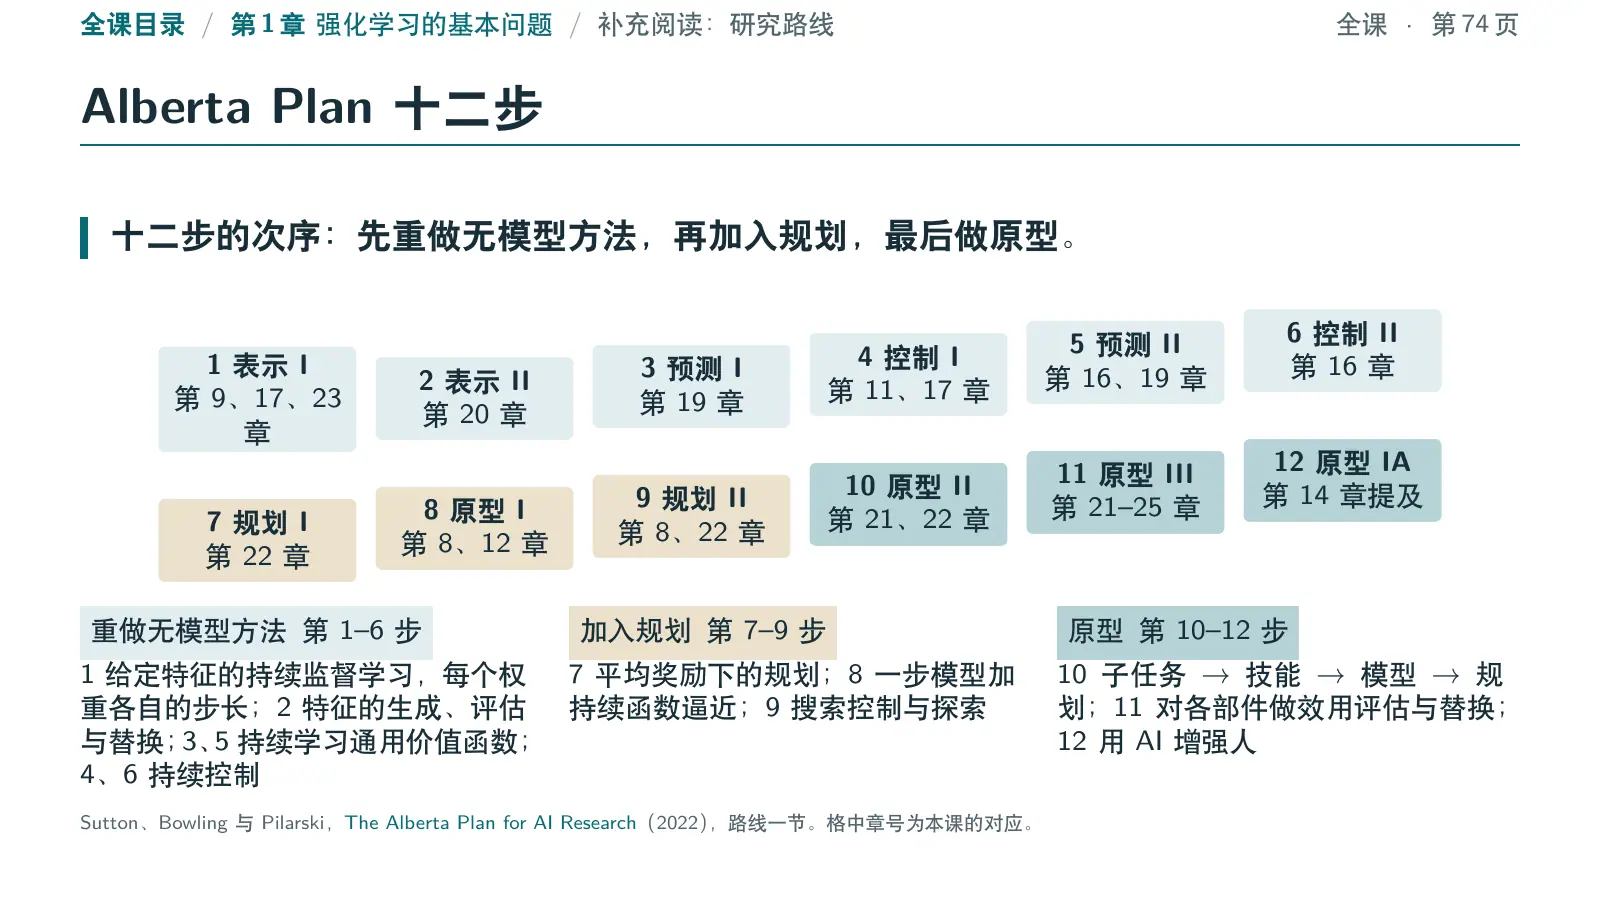 全课目录 / 第 1 章 强化学习的基本问题 / 补充阅读：研究路线
全课 · 第 74 页
Alberta Plan 十二步
十二步的次序：先重做无模型方法，再加入规划，最后做原型。
1 表示 I
第 9、17、23
章
2 表示 II
第 20 章
3 预测 I
第 19 章
4 控制 I
第 11、17 章
5 预测 II
第 16、19 章
6 控制 II
第 16 章
7 规划 I
第 22 章
8 原型 I
第 8、12 章
9 规划 II
第 8、22 章
10 原型 II
第 21、22 章
11 原型 III
第 21–25 章
12 原型 IA
第 14 章提及
重做无模型方法 第 1–6 步
1 给定特征的持续监督学习，每个权
重各自的步长；2 特征的生成、评估
与替换；3、5 持续学习通用价值函数；
4、6 持续控制
加入规划 第 7–9 步
7 平均奖励下的规划；8 一步模型加
持续函数逼近；9 搜索控制与探索
原型 第 10–12 步
10 子任务 → 技能 → 模型 → 规
划；11 对各部件做效用评估与替换；
12 用 AI 增强人
Sutton、Bowling 与 Pilarski，The Alberta Plan for AI Research（2022），路线一节。格中章号为本课的对应。